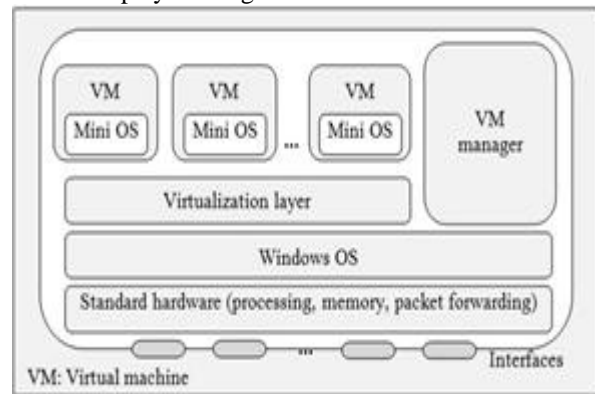 VM
Mini OS
VM
Mini OS
...
VM
Mini OS
VM
manager
Virtualization layer
Windows OS
Standard hardware (processing, memory, packet forwarding)
...
Interfaces
VM: Virtual machine